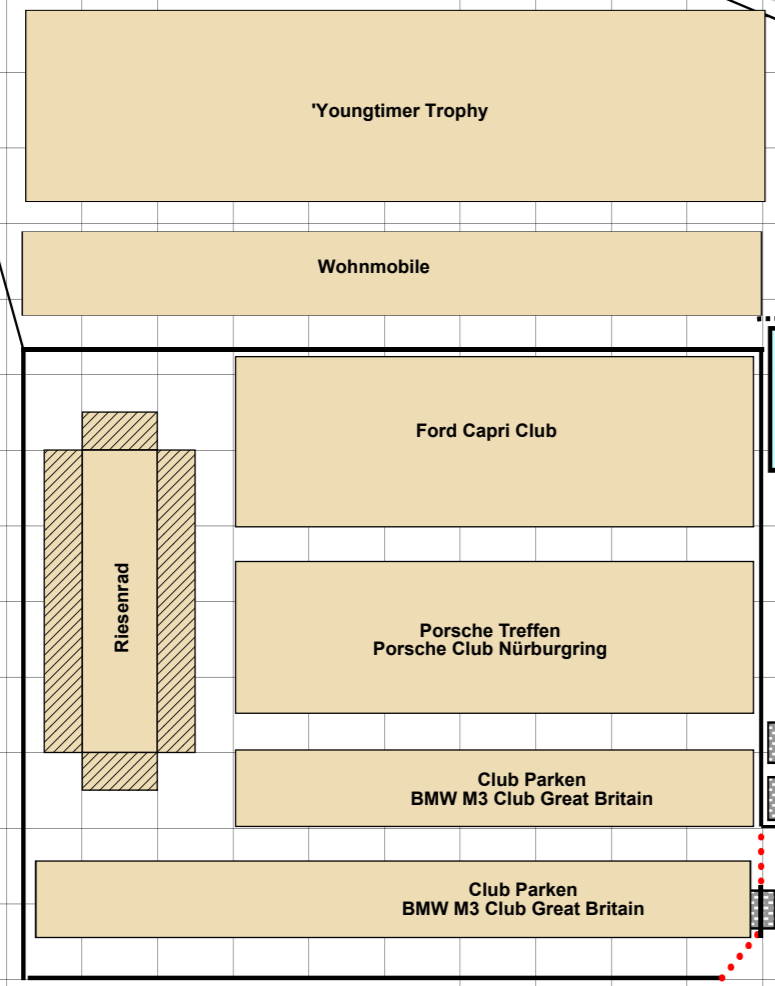 'Youngtimer Trophy
Wohnmobile
Ford Capri Club
Riesenrad
Porsche Treffen
Porsche Club Nürburgring
Club Parken
BMW M3 Club Great Britain
Club Parken
BMW M3 Club Great Britain